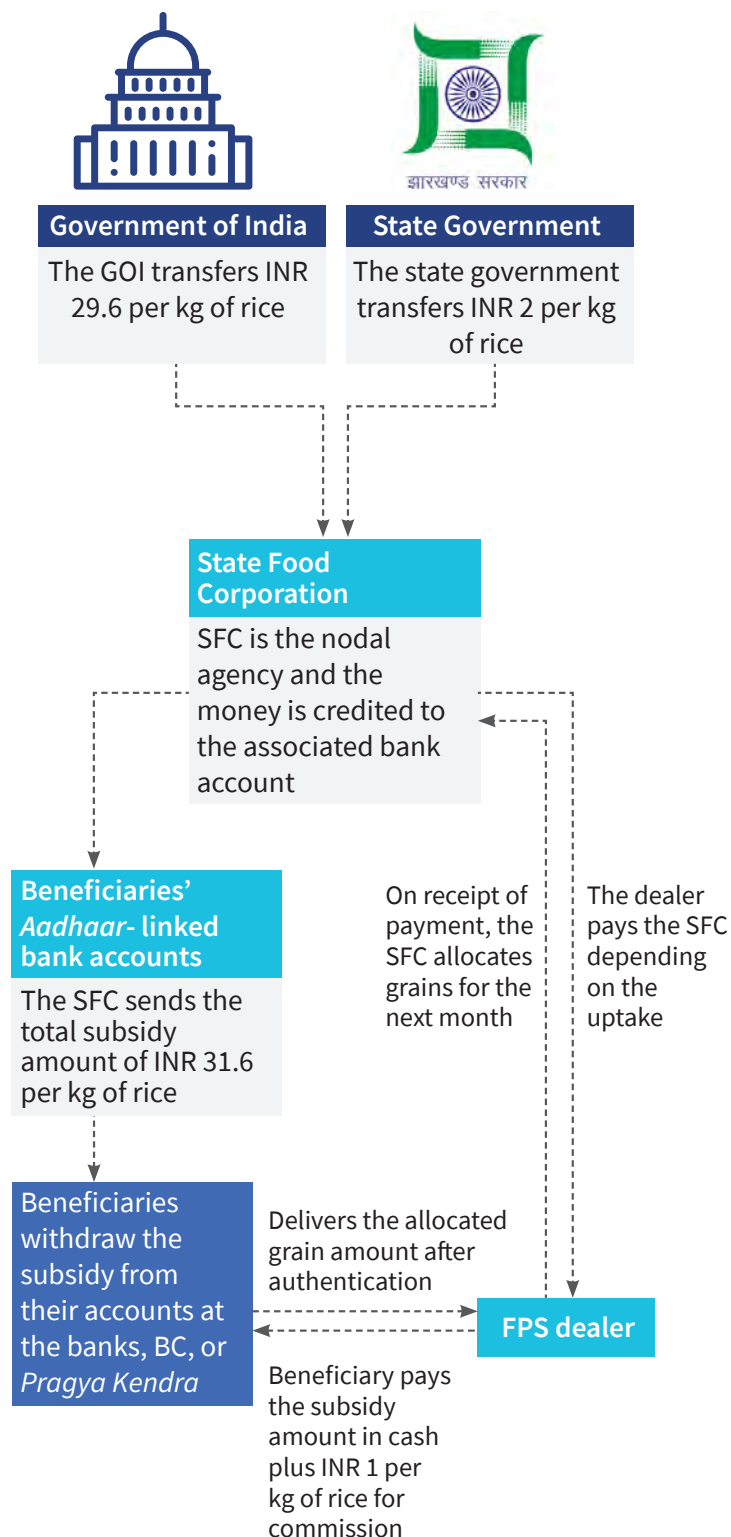 झारखण्ड सरकार
Government of India
The GOI transfers INR
29.6 per kg of rice
State Government
The state government
transfers INR 2 per kg
of rice
State Food
Corporation
SFC is the nodal
agency and the
money is credited to
the associated bank
account
Beneficiaries’
Aadhaar- linked
bank accounts
The SFC sends the
total subsidy
amount of INR 31.6
per kg of rice
On receipt of
payment, the
SFC allocates
grains for the
next month
The dealer
pays the SFC
depending
on the
uptake
Beneficiaries
withdraw the
subsidy from
their accounts at
the banks, BC, or
Pragya Kendra
Delivers the allocated
grain amount after
authentication
FPS dealer
Beneficiary pays
the subsidy
amount in cash
plus INR 1 per
kg of rice for
commission